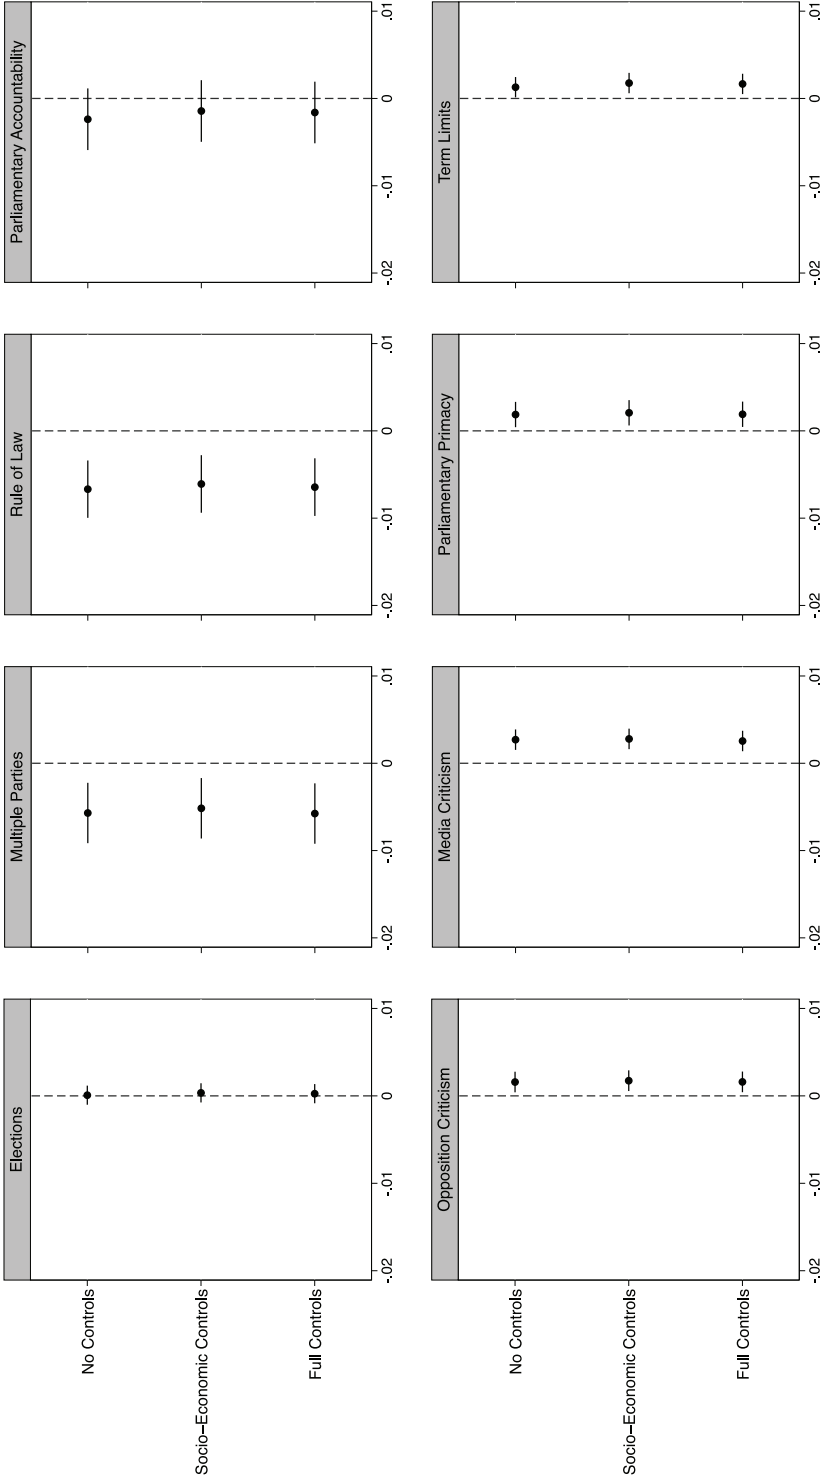 Elections
Multiple Parties
Rule of Law
Parliamentary Accountability
No Controls
Socio−Economic Controls
Full Controls
-.02 -.01 0 .01
-.02 -.01 0 .01
-.02 -.01 0 .01
-.02 -.01 0 .01
Opposition Criticism
Media Criticism
Parliamentary Primacy
Term Limits
No Controls
Socio−Economic Controls
Full Controls
-.02 -.01 0 .01
-.02 -.01 0 .01
-.02 -.01 0 .01
-.02 -.01 0 .01